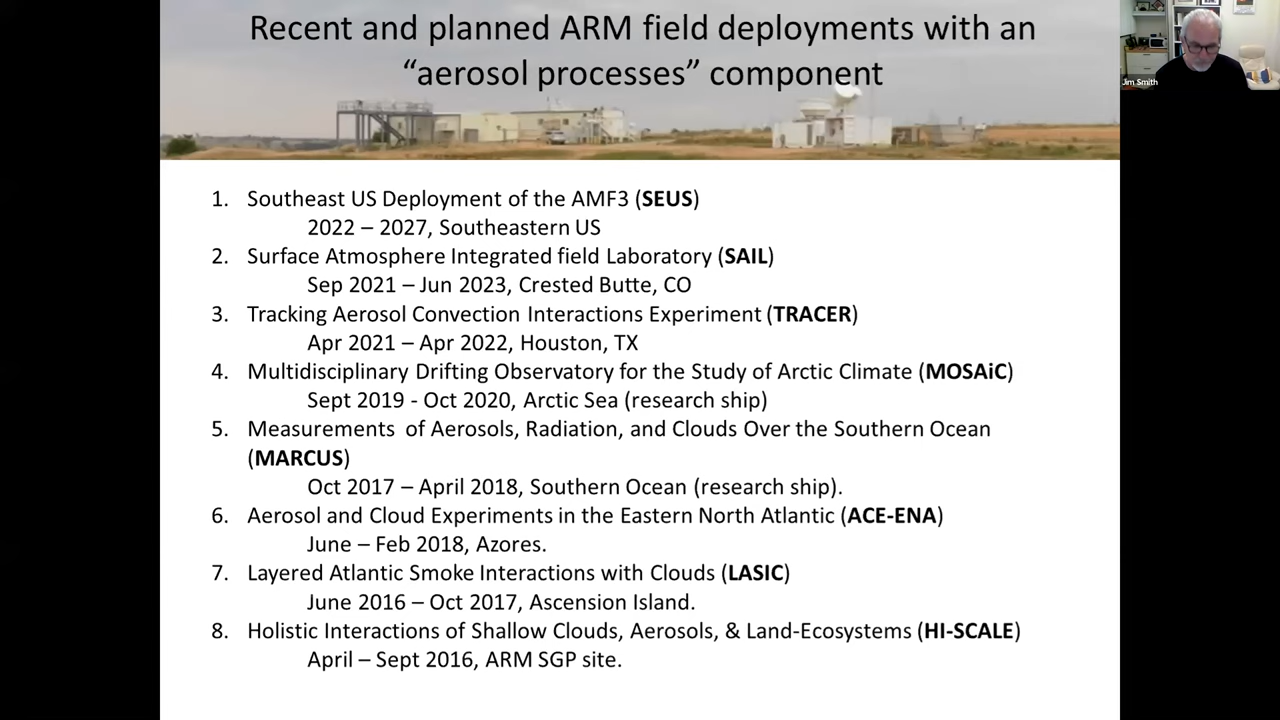 Recent and planned ARM field deployments with an
“aerosol processes” component
Jim Smith
1. Southeast US Deployment of the AMF3 (SEUS)
2022 – 2027, Southeastern US
2. Surface Atmosphere Integrated field Laboratory (SAIL)
Sep 2021 – Jun 2023, Crested Butte, CO
3. Tracking Aerosol Convection Interactions Experiment (TRACER)
Apr 2021 – Apr 2022, Houston, TX
4. Multidisciplinary Drifting Observatory for the Study of Arctic Climate (MOSAiC)
Sept 2019 - Oct 2020, Arctic Sea (research ship)
5. Measurements of Aerosols, Radiation, and Clouds Over the Southern Ocean
(MARCUS)
Oct 2017 – April 2018, Southern Ocean (research ship).
6. Aerosol and Cloud Experiments in the Eastern North Atlantic (ACE-ENA)
June – Feb 2018, Azores.
7. Layered Atlantic Smoke Interactions with Clouds (LASIC)
June 2016 – Oct 2017, Ascension Island.
8. Holistic Interactions of Shallow Clouds, Aerosols, & Land-Ecosystems (HI-SCALE)
April – Sept 2016, ARM SGP site.